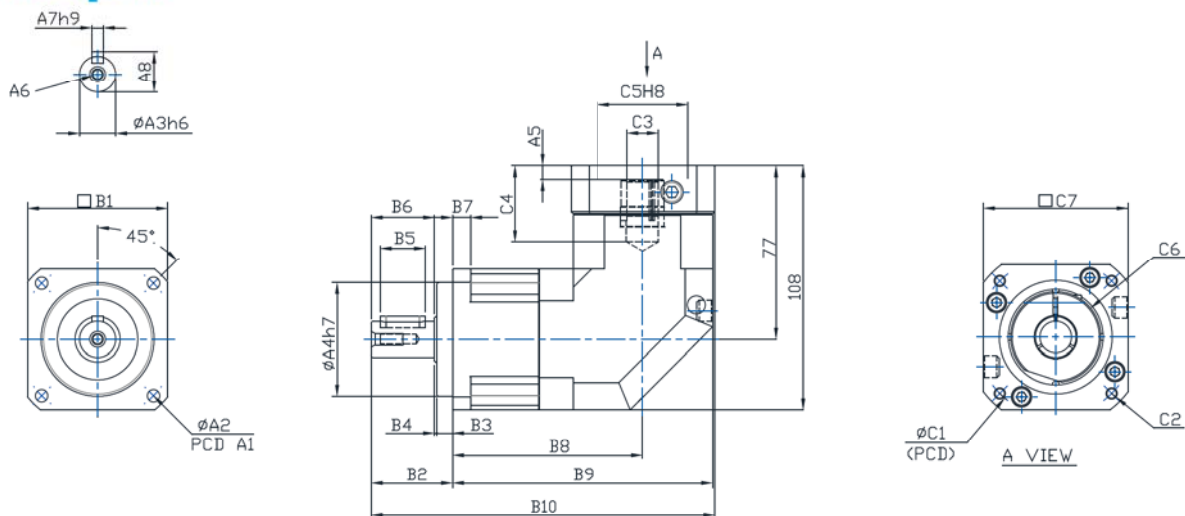 A7h9
A6
A8
ØA3h6
□ B1
45°
ØA2
PCD A1
A
C5H8
C3
A5
C4
B6
B7
B5
ØA4h7
77
108
B4
B3
B8
B2
B9
B10
□ C7
C6
ØC1
(PCD)
C2
A VIEW